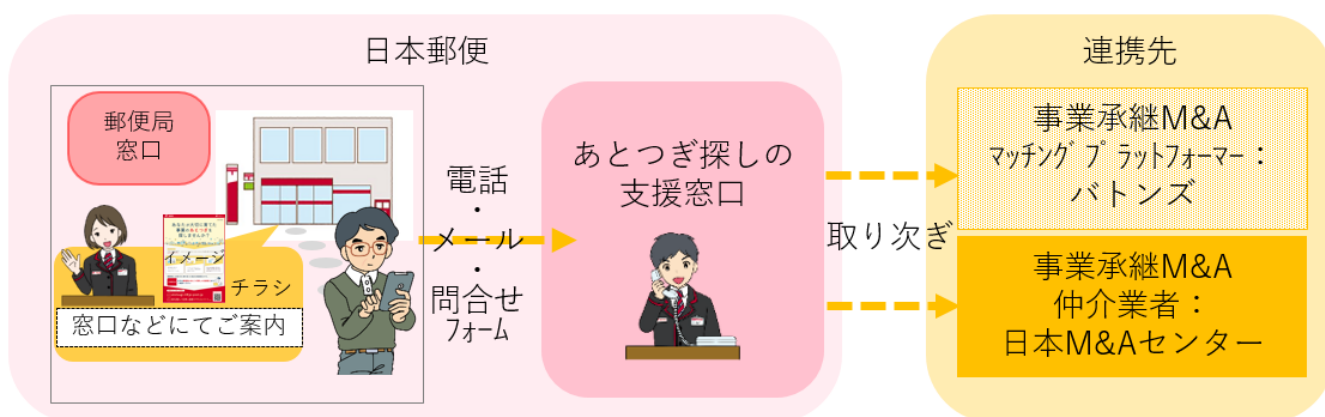 日本郵便
郵便局
窓口
イメージ
チラシ
窓口などにてご案内
電話
・
メール
・
問合せ
フォーム
あとつぎ探しの
支援窓口
取り次ぎ
連携先
事業承継M&A
マッチングプラットフォーマー：
バトンズ
事業承継M&A
仲介業者：
日本M&Aセンター